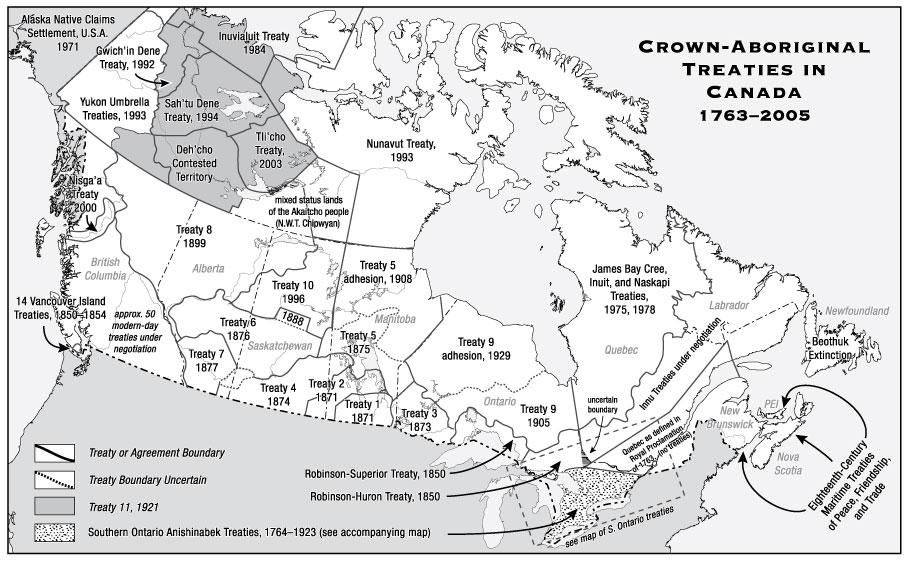 CROWN-ABORIGINAL
TREATIES IN
CANADA
1763–2005
Alaska Native Claims
Settlement, U.S.A.
1971
Gwich'in Dene
Treaty, 1992
Inuvialuit Treaty
1984
Yukon Umbrella
Treaties, 1993
Sah'tu Dene
Treaty, 1994
Deh'cho
Contested
Territory
Tli'cho
Treaty,
2003
Nunavut Treaty,
1993
Nisga'a
Treaty
2000
mixed status lands
of the Akaitcho people
(N.W.T. Chipwyan)
Treaty 8
1899
British
Columbia
Alberta
Treaty 5
adhesion, 1908
Treaty 10
1996
1888
Manitoba
James Bay Cree,
Inuit, and Naskapi
Treaties,
1975, 1978
Labrador
Newfoundland
14 Vancouver Island
Treaties, 1850–1854
approx. 50
modern-day
treaties under
negotiation
Treaty 6
1876
Saskatchewan
Treaty 5
1875
Treaty 9
adhesion, 1929
Quebec
Innu Treaties under negotiation
Beothuk
Extinction
Treaty 7
1877
Treaty 4
1874
Treaty 2
1871
Treaty 1
1871
Treaty 3
1873
Ontario
Treaty 9
1905
uncertain
boundary
Quebec as defined in
Royal Proclamation
of 1763 (no treaties)
New
Brunswick
PEI
Nova
Scotia
Eighteenth-Century
Maritime Treaties
of Peace, Friendship,
and Trade
Treaty or Agreement Boundary
Treaty Boundary Uncertain
Treaty 11, 1921
Southern Ontario Anishinabek Treaties, 1764–1923 (see accompanying map)
Robinson-Superior Treaty, 1850
Robinson-Huron Treaty, 1850
see map of S. Ontario treaties